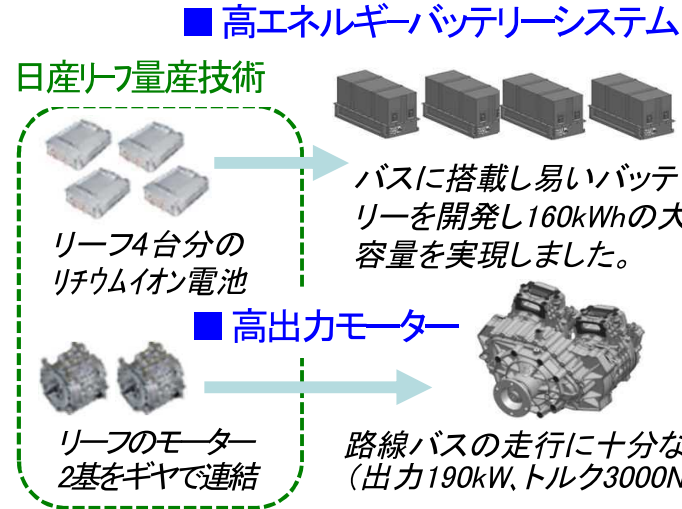 ■ 高エネルギーバッテリーシステム
日産リーフ量産技術
バスに搭載し易いバッテ
リーを開発し160kWhの大
容量を実現しました。
リーフ4台分の
リチウムイオン電池
■ 高出力モーター
リーフのモーター
2基をギヤで連結
路線バスの走行に十分な
（出力190kW、トルク3000N